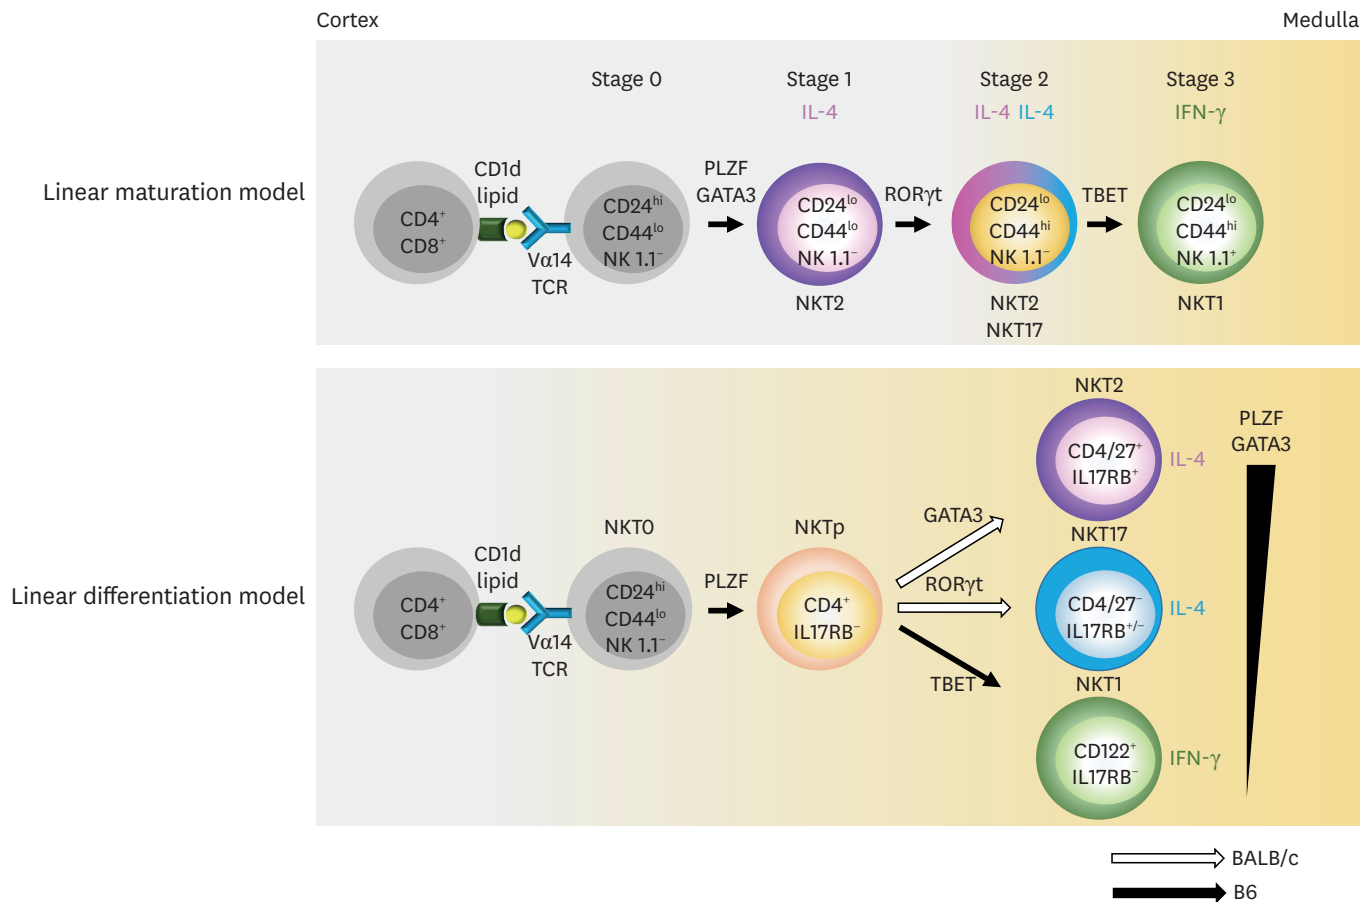 Cortex
Medulla
Linear maturation model
Stage 0
Stage 1
IL-4
Stage 2
IL-4 IL-4
Stage 3
IFN-γ
CD4⁺
CD8⁺
CD1d
lipid
Vα14
TCR
CD24ʰⁱ
CD44ˡᵒ
NK 1.1⁻
PLZF
GATA3
CD24ˡᵒ
CD44ˡᵒ
NK 1.1⁻
NKT2
RORγt
CD24ˡᵒ
CD44ʰⁱ
NK 1.1⁻
NKT2
NKT17
TBET
CD24ˡᵒ
CD44ʰⁱ
NK 1.1⁺
NKT1
Linear differentiation model
CD4⁺
CD8⁺
CD1d
lipid
Vα14
TCR
NKT0
CD24ʰⁱ
CD44ˡᵒ
NK 1.1⁻
PLZF
NKTp
CD4⁺
IL17RB⁻
GATA3
RORγt
TBET
NKT2
CD4/27⁺
IL17RB⁺
IL-4
NKT17
CD4/27⁻
IL17RB⁺/⁻
IL-4
NKT1
CD122⁺
IL17RB⁻
IFN-γ
PLZF
GATA3
BALB/c
B6